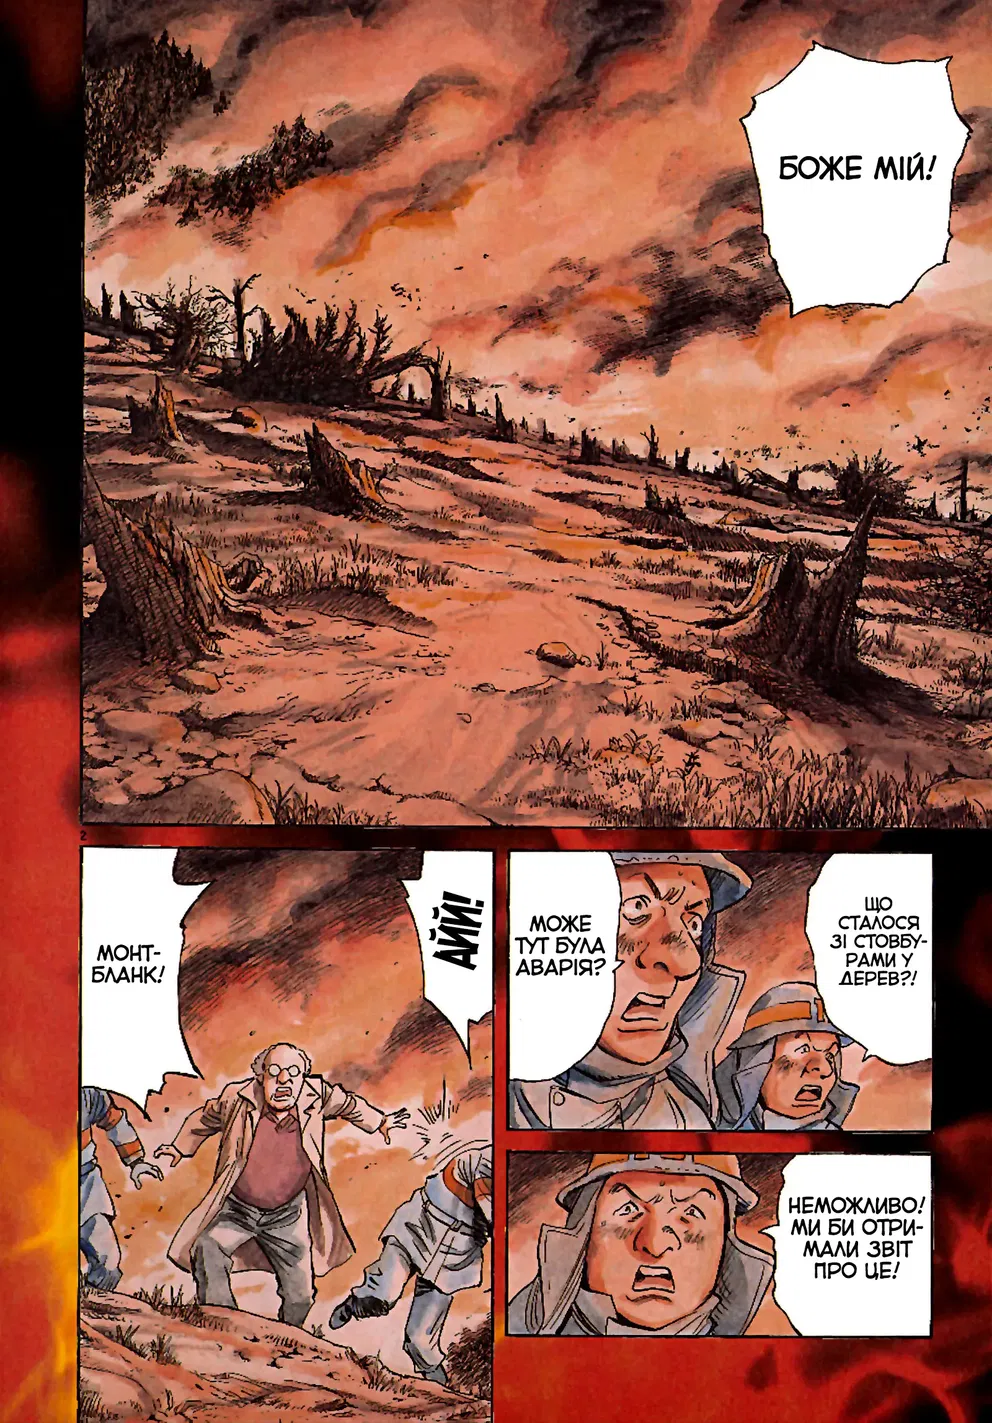 БОЖЕ МІЙ!
2
ЩО
СТАЛОСЯ
ЗІ СТОВБУ-
РАМИ У
ДЕРЕВ?!
МОЖЕ
ТУТ БУЛА
АВАРІЯ?
НЕМОЖЛИВО!
МИ БИ ОТРИ-
МАЛИ ЗВІТ
ПРО ЦЕ!
АЙЙ!
МОНТ-
БЛАНК!